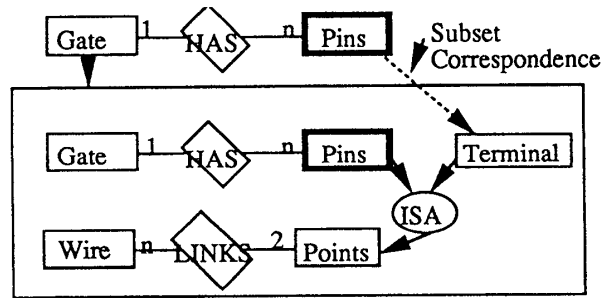 Gate 1 HAS n Pins
Subset
Correspondence
Gate 1 HAS n Pins Terminal
ISA
Wire n LINKS 2 Points